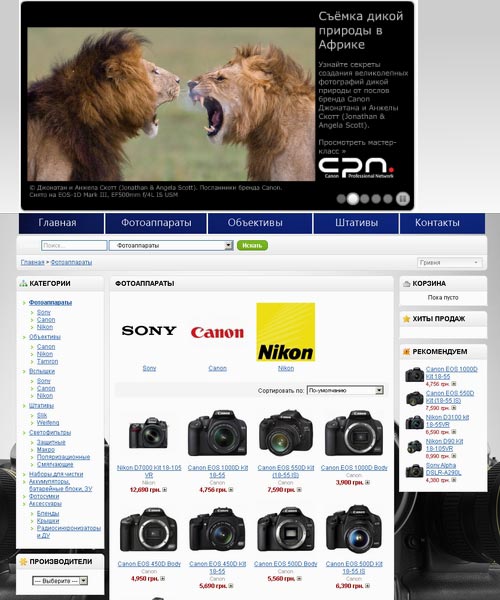 Съёмка дикой
природы в
Африке
Узнайте секреты
создания великолепных
фотографий дикой
природы от послов
бренда Canon
Джонатана и Анжелы
Скотт (Jonathan &
Angela Scott).
Просмотреть мастер-
класс »
cpn.
Canon Professional Network
© Джонатан и Анжела Скотт (Jonathan & Angela Scott). Посланники бренда Canon.
Снято на EOS-1D Mark III, EF500mm f/4L IS USM
Главная Фотоаппараты Объективы Штативы Контакты
Поиск... Фотоаппараты Искать
Главная » Фотоаппараты Гривня
КАТЕГОРИИ
Фотоаппараты
Sony
Canon
Nikon
Объективы
Canon
Nikon
Tamron
Вспышки
Sony
Canon
Nikon
Штативы
Slik
Weifeng
Светофильтры
Защитные
Макро
Поляризационные
Смягчающие
Наборы для чистки
Аккумуляторы,
батарейные блоки, ЗУ
Фотосумки
Аксессуары
Бленды
Крышки
Радиосинхронизаторы
и ДУ
ПРОИЗВОДИТЕЛИ
--- Выберите ---
ФОТОАППАРАТЫ
SONY Canon Nikon
Sony Canon Nikon
Сортировать по: По-умолчанию
Nikon D7000 Kit 18-105
VR
Nikon
12,690 грн.
Canon EOS 1000D Kit
18-55
Canon
4,756 грн.
Canon EOS 550D Kit
(18-55 IS)
Canon
7,590 грн.
Canon EOS 1000D Body
Canon
3,900 грн.
Canon EOS 450D Body
Canon
4,950 грн.
Canon EOS 450D Kit
18-55
Canon
5,690 грн.
Canon EOS 500D Body
Canon
5,560 грн.
Canon EOS 500D Kit
18-55 IS
Canon
6,390 грн.
КОРЗИНА
Пока пусто
ХИТЫ ПРОДАЖ
РЕКОМЕНДУЕМ
Canon EOS 1000D
Kit 18-55
4,756 грн.
Canon EOS 550D
Kit (18-55 IS)
7,590 грн.
Nikon D3100 kit
18-55VR
6,590 грн.
Nikon D90 Kit
18-105VR
8,990 грн.
Sony Alpha
DSLR-A290L
4,380 грн.